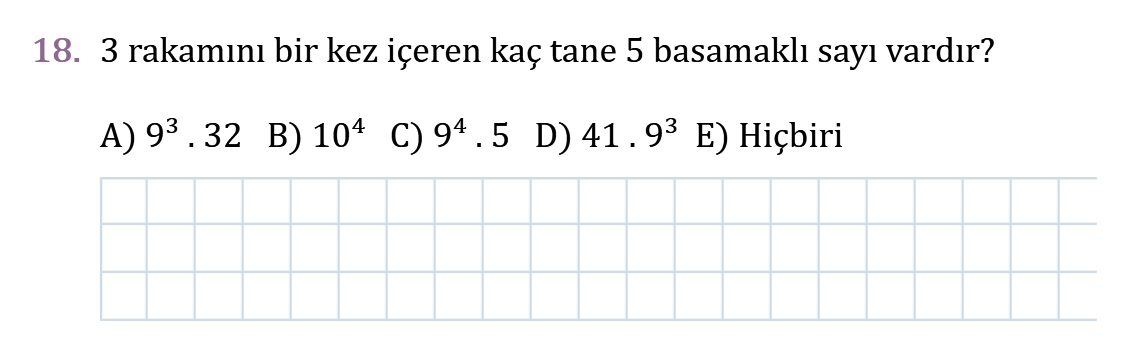 18. 3 rakamını bir kez içeren kaç tane 5 basamaklı sayı vardır?
A) 9³ . 32 B) 10⁴ C) 9⁴ . 5 D) 41 . 9³ E) Hiçbiri